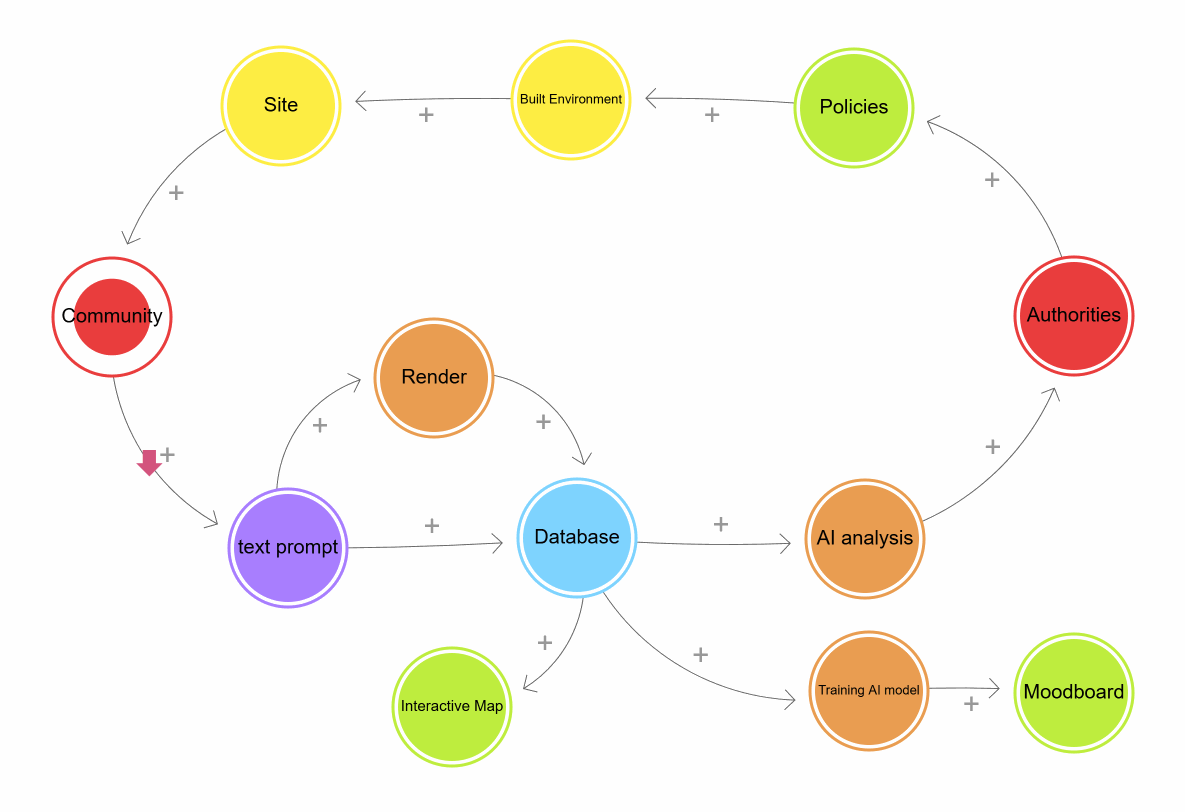 Site
Built Environment
Policies
+
+
+
+
Community
Authorities
Render
+
+
+
+
text prompt
+
Database
+
AI analysis
+
+
Interactive Map
Training AI model
+
Moodboard